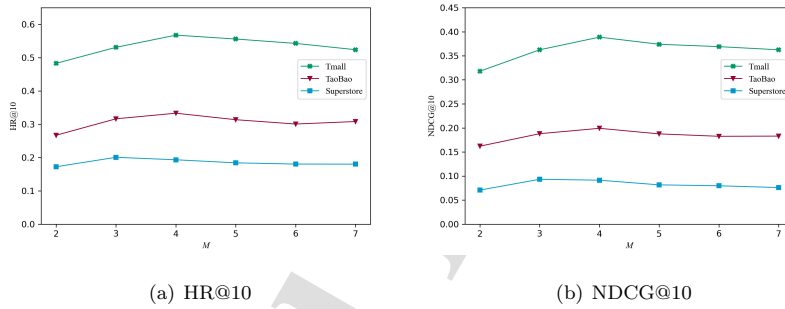 0.6
0.5
0.4
0.3
0.2
0.1
0.0
HR@10
2 3 4 5 6 7
M
Tmall
TaoBao
Superstore
(a) HR@10
0.45
0.40
0.35
0.30
0.25
0.20
0.15
0.10
0.05
0.00
NDCG@10
2 3 4 5 6 7
M
Tmall
TaoBao
Superstore
(b) NDCG@10